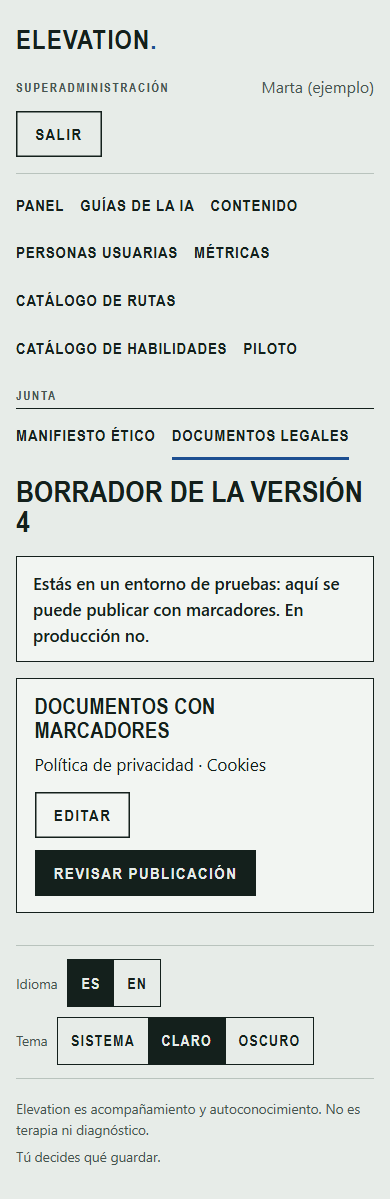 ELEVATION.
SUPERADMINISTRACIÓN
Marta (ejemplo)
SALIR
PANEL GUÍAS DE LA IA CONTENIDO
PERSONAS USUARIAS MÉTRICAS
CATÁLOGO DE RUTAS
CATÁLOGO DE HABILIDADES PILOTO
JUNTA
MANIFIESTO ÉTICO DOCUMENTOS LEGALES
BORRADOR DE LA VERSIÓN
4
Estás en un entorno de pruebas: aquí se
puede publicar con marcadores. En
producción no.
DOCUMENTOS CON
MARCADORES
Política de privacidad · Cookies
EDITAR
REVISAR PUBLICACIÓN
Idioma ES EN
Tema SISTEMA CLARO OSCURO
Elevation es acompañamiento y autoconocimiento. No es
terapia ni diagnóstico.
Tú decides qué guardar.